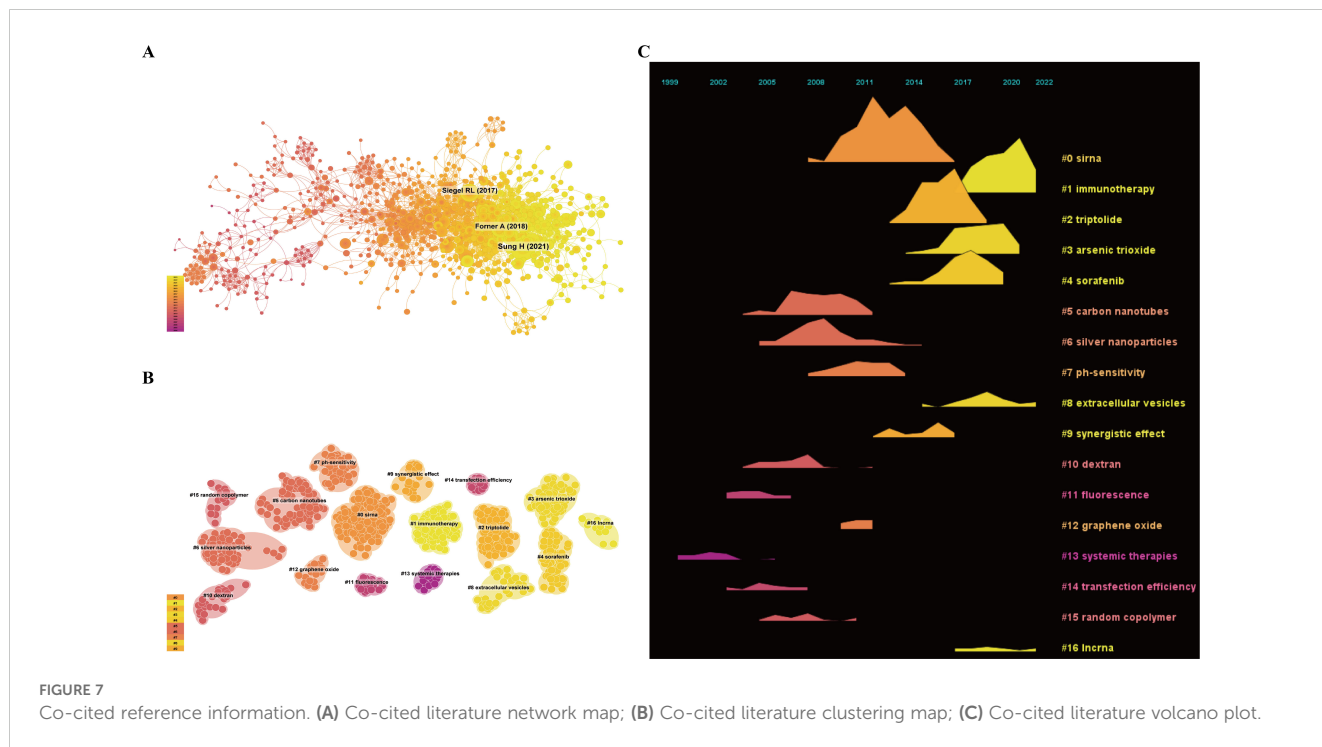 A
Siegel RL (2017)
Forner A (2018)
Sung H (2021)
B
#7 ph-sensitivity
#9 synergistic effect
#14 transfection efficiency
#15 random copolymer
#3 arsenic trioxide
#0 sirna
#1 immunotherapy
#2 triptolide
#16 lncrna
#6 silver nanoparticles
#4 sorafenib
#12 graphene oxide
#13 systemic therapies
#11 fluorescence
#10 dextran
C
1999 2002 2005 2008 2011 2014 2017 2020 2022
#0 sirna
#1 immunotherapy
#2 triptolide
#3 arsenic trioxide
#4 sorafenib
#5 carbon nanotubes
#6 silver nanoparticles
#7 ph-sensitivity
#8 extracellular vesicles
#9 synergistic effect
#10 dextran
#11 fluorescence
#12 graphene oxide
#13 systemic therapies
#14 transfection efficiency
#15 random copolymer
#16 lncrna
FIGURE 7
Co-cited reference information. (A) Co-cited literature network map; (B) Co-cited literature clustering map; (C) Co-cited literature volcano plot.